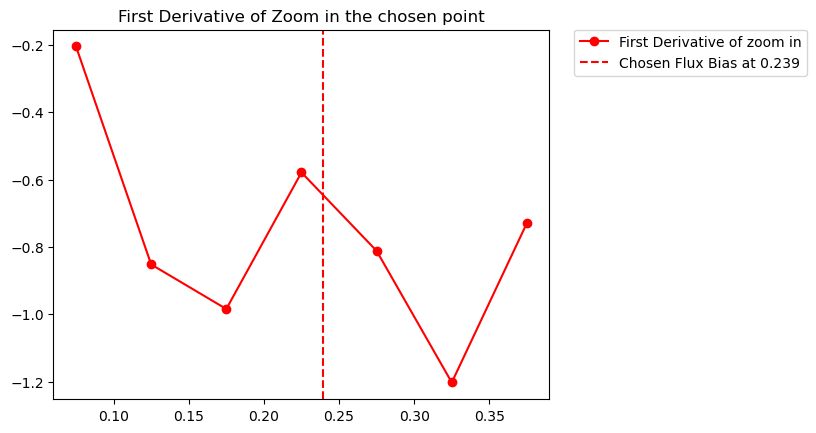 First Derivative of Zoom in the chosen point
First Derivative of zoom in
Chosen Flux Bias at 0.239
−0.2
−0.4
−0.6
−0.8
−1.0
−1.2
0.10 0.15 0.20 0.25 0.30 0.35